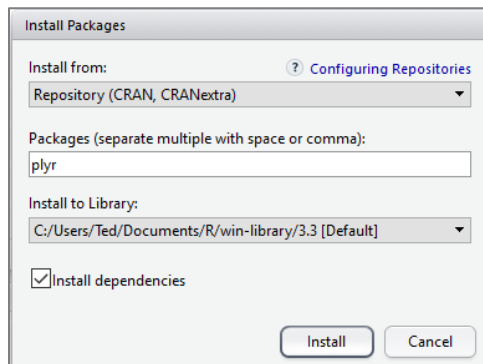 Install Packages
Install from:
? Configuring Repositories
Repository (CRAN, CRANextra)
Packages (separate multiple with space or comma):
plyr
Install to Library:
C:/Users/Ted/Documents/R/win-library/3.3 [Default]
Install dependencies
Install
Cancel